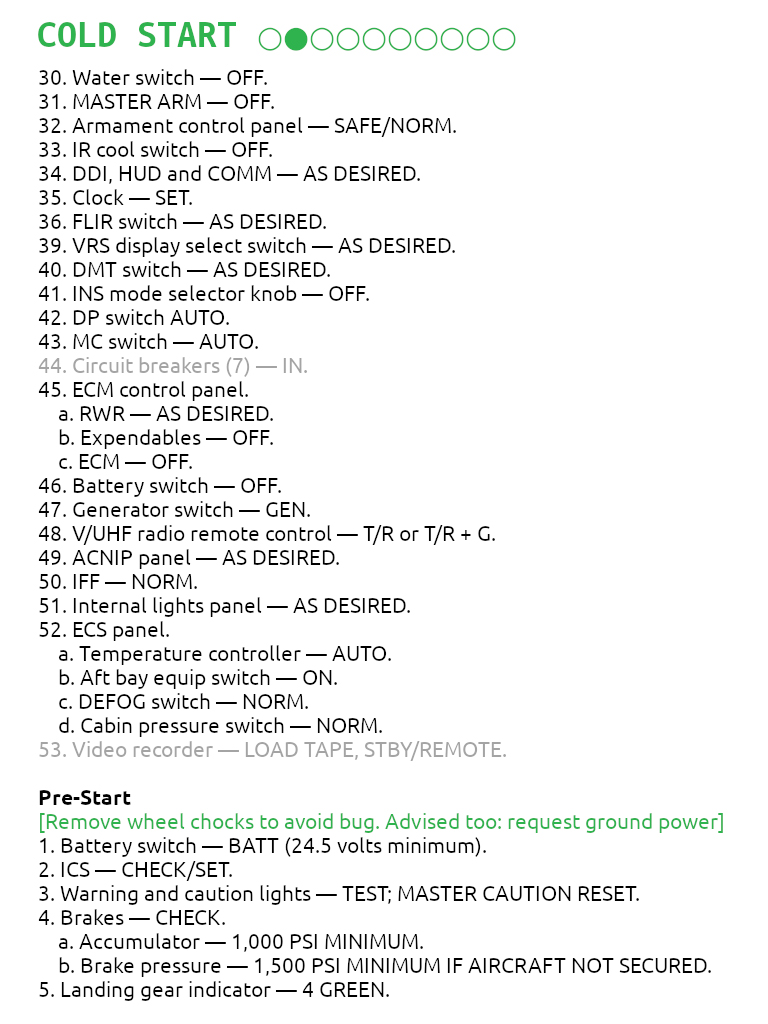 COLD START
30. Water switch — OFF.
31. MASTER ARM — OFF.
32. Armament control panel — SAFE/NORM.
33. IR cool switch — OFF.
34. DDI, HUD and COMM — AS DESIRED.
35. Clock — SET.
36. FLIR switch — AS DESIRED.
39. VRS display select switch — AS DESIRED.
40. DMT switch — AS DESIRED.
41. INS mode selector knob — OFF.
42. DP switch AUTO.
43. MC switch — AUTO.
44. Circuit breakers (7) — IN.
45. ECM control panel.
a. RWR — AS DESIRED.
b. Expendables — OFF.
c. ECM — OFF.
46. Battery switch — OFF.
47. Generator switch — GEN.
48. V/UHF radio remote control — T/R or T/R + G.
49. ACNIP panel — AS DESIRED.
50. IFF — NORM.
51. Internal lights panel — AS DESIRED.
52. ECS panel.
a. Temperature controller — AUTO.
b. Aft bay equip switch — ON.
c. DEFOG switch — NORM.
d. Cabin pressure switch — NORM.
53. Video recorder — LOAD TAPE, STBY/REMOTE.
Pre-Start
[Remove wheel chocks to avoid bug. Advised too: request ground power]
1. Battery switch — BATT (24.5 volts minimum).
2. ICS — CHECK/SET.
3. Warning and caution lights — TEST; MASTER CAUTION RESET.
4. Brakes — CHECK.
a. Accumulator — 1,000 PSI MINIMUM.
b. Brake pressure — 1,500 PSI MINIMUM IF AIRCRAFT NOT SECURED.
5. Landing gear indicator — 4 GREEN.